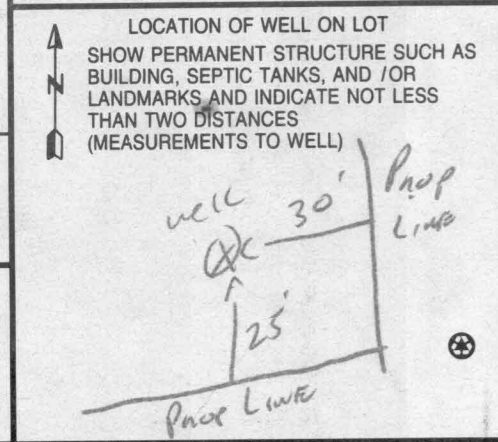 LOCATION OF WELL ON LOT
SHOW PERMANENT STRUCTURE SUCH AS
BUILDING, SEPTIC TANKS, AND /OR
LANDMARKS AND INDICATE NOT LESS
THAN TWO DISTANCES
(MEASUREMENTS TO WELL)
N
Prop
Line
well
30'
X
25'
Prop Line